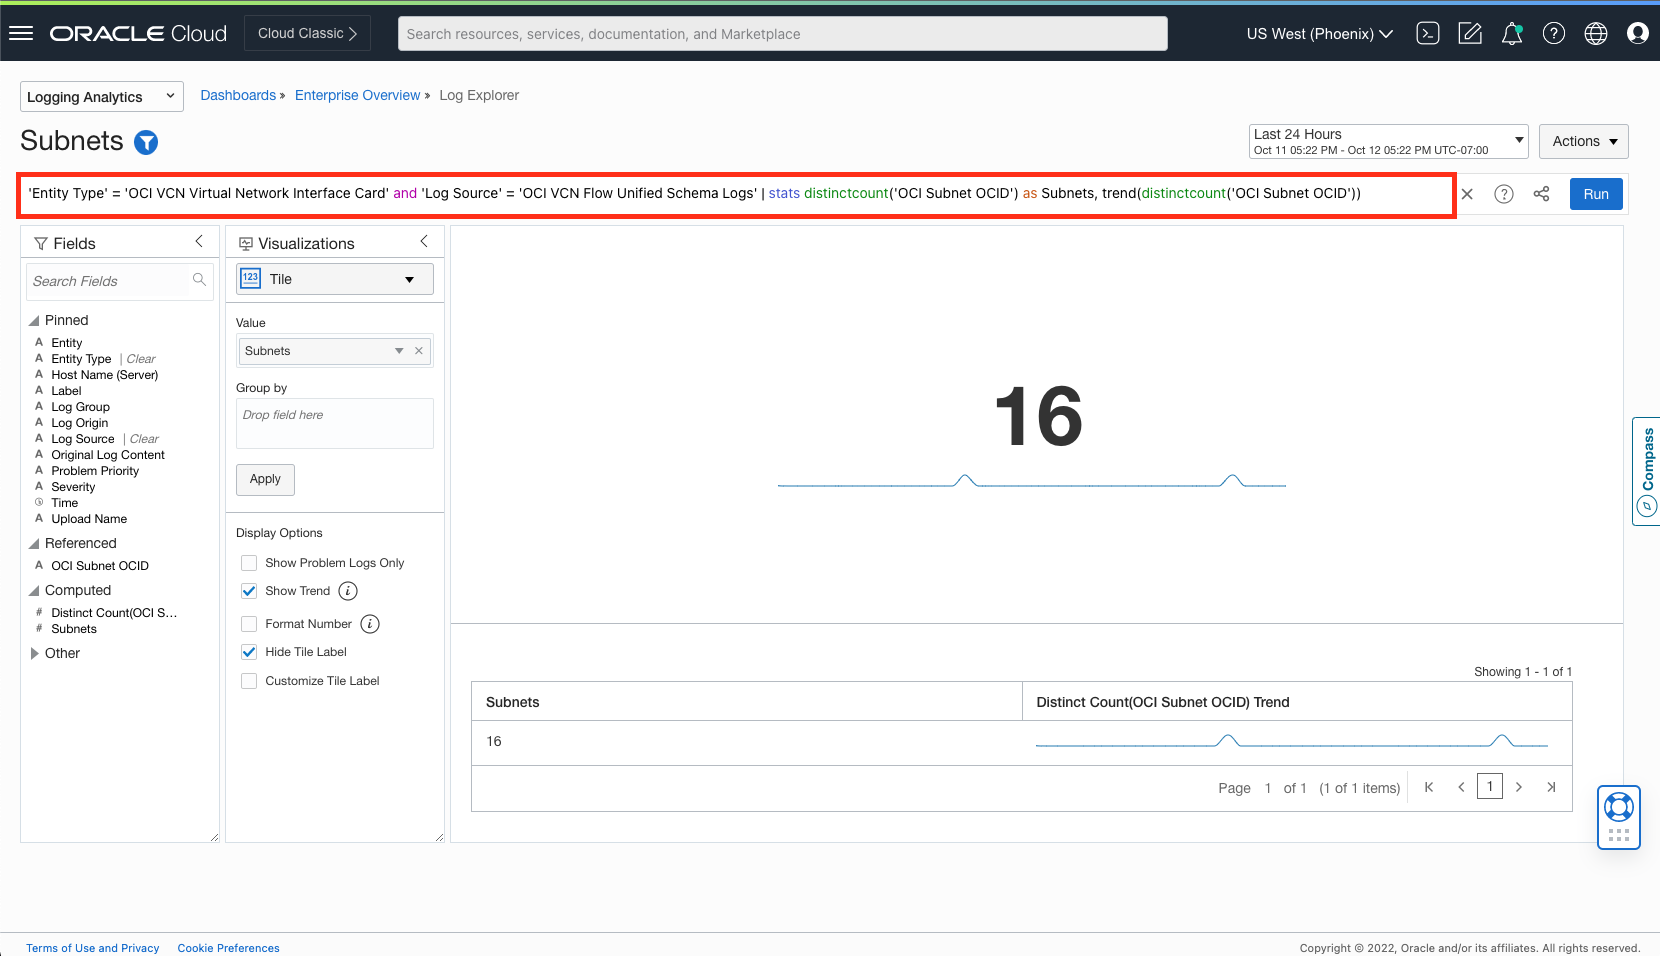 ORACLE Cloud
Cloud Classic
Search resources, services, documentation, and Marketplace
US West (Phoenix)
Logging Analytics
Dashboards » Enterprise Overview » Log Explorer
Subnets
Last 24 Hours
Oct 11 05:22 PM - Oct 12 05:22 PM UTC-07:00
Actions
'Entity Type' = 'OCI VCN Virtual Network Interface Card' and 'Log Source' = 'OCI VCN Flow Unified Schema Logs' | stats distinctcount('OCI Subnet OCID') as Subnets, trend(distinctcount('OCI Subnet OCID'))
Run
Fields
Search Fields
Pinned
A Entity
A Entity Type | Clear
A Host Name (Server)
A Label
A Log Group
A Log Origin
A Log Source | Clear
A Original Log Content
A Problem Priority
A Severity
Time
A Upload Name
Referenced
A OCI Subnet OCID
Computed
# Distinct Count(OCI S...
# Subnets
Other
Visualizations
123 Tile
Value
Subnets
Group by
Drop field here
Apply
Display Options
Show Problem Logs Only
Show Trend i
Format Number i
Hide Tile Label
Customize Tile Label
16
Showing 1 - 1 of 1
Subnets Distinct Count(OCI Subnet OCID) Trend
16
Page 1 of 1 (1 of 1 items) 1
Compass
Terms of Use and Privacy Cookie Preferences
Copyright © 2022, Oracle and/or its affiliates. All rights reserved.